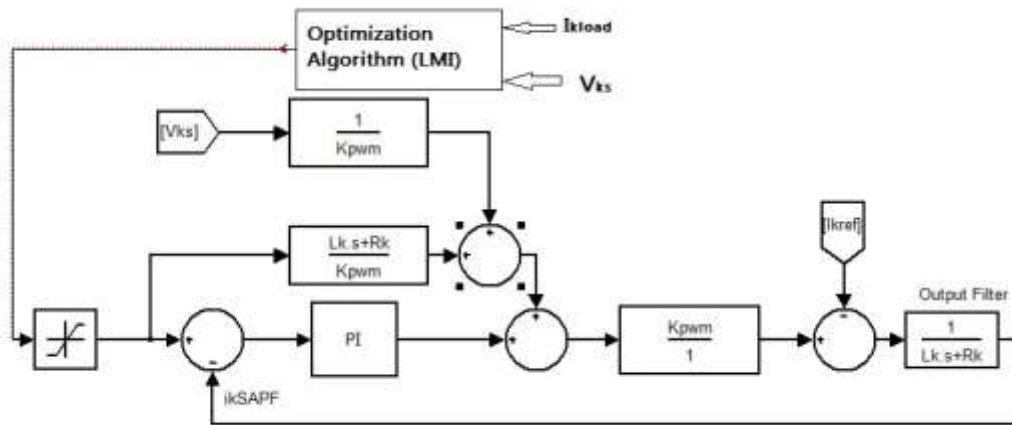 Optimization
Algorithm (LMI)
Ikload
Vks
[Vks]
1
Kpwm
Lk.s+Rk
Kpwm
[Ikref]
Output Filter
PI
Kpwm
1
1
Lk.s+Rk
ikSAPF